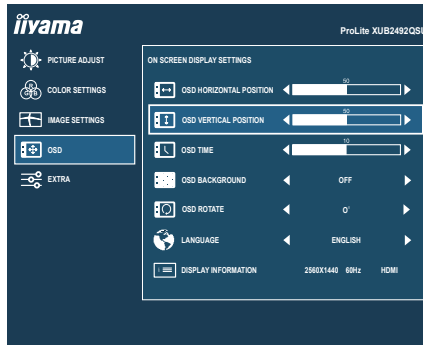 iiyama
ProLite XUB2492QSU
PICTURE ADJUST
COLOR SETTINGS
IMAGE SETTINGS
OSD
EXTRA
ON SCREEN DISPLAY SETTINGS
OSD HORIZONTAL POSITION 50
OSD VERTICAL POSITION 50
OSD TIME 10
OSD BACKGROUND OFF
OSD ROTATE 0°
LANGUAGE ENGLISH
DISPLAY INFORMATION 2560X1440 60Hz HDMI